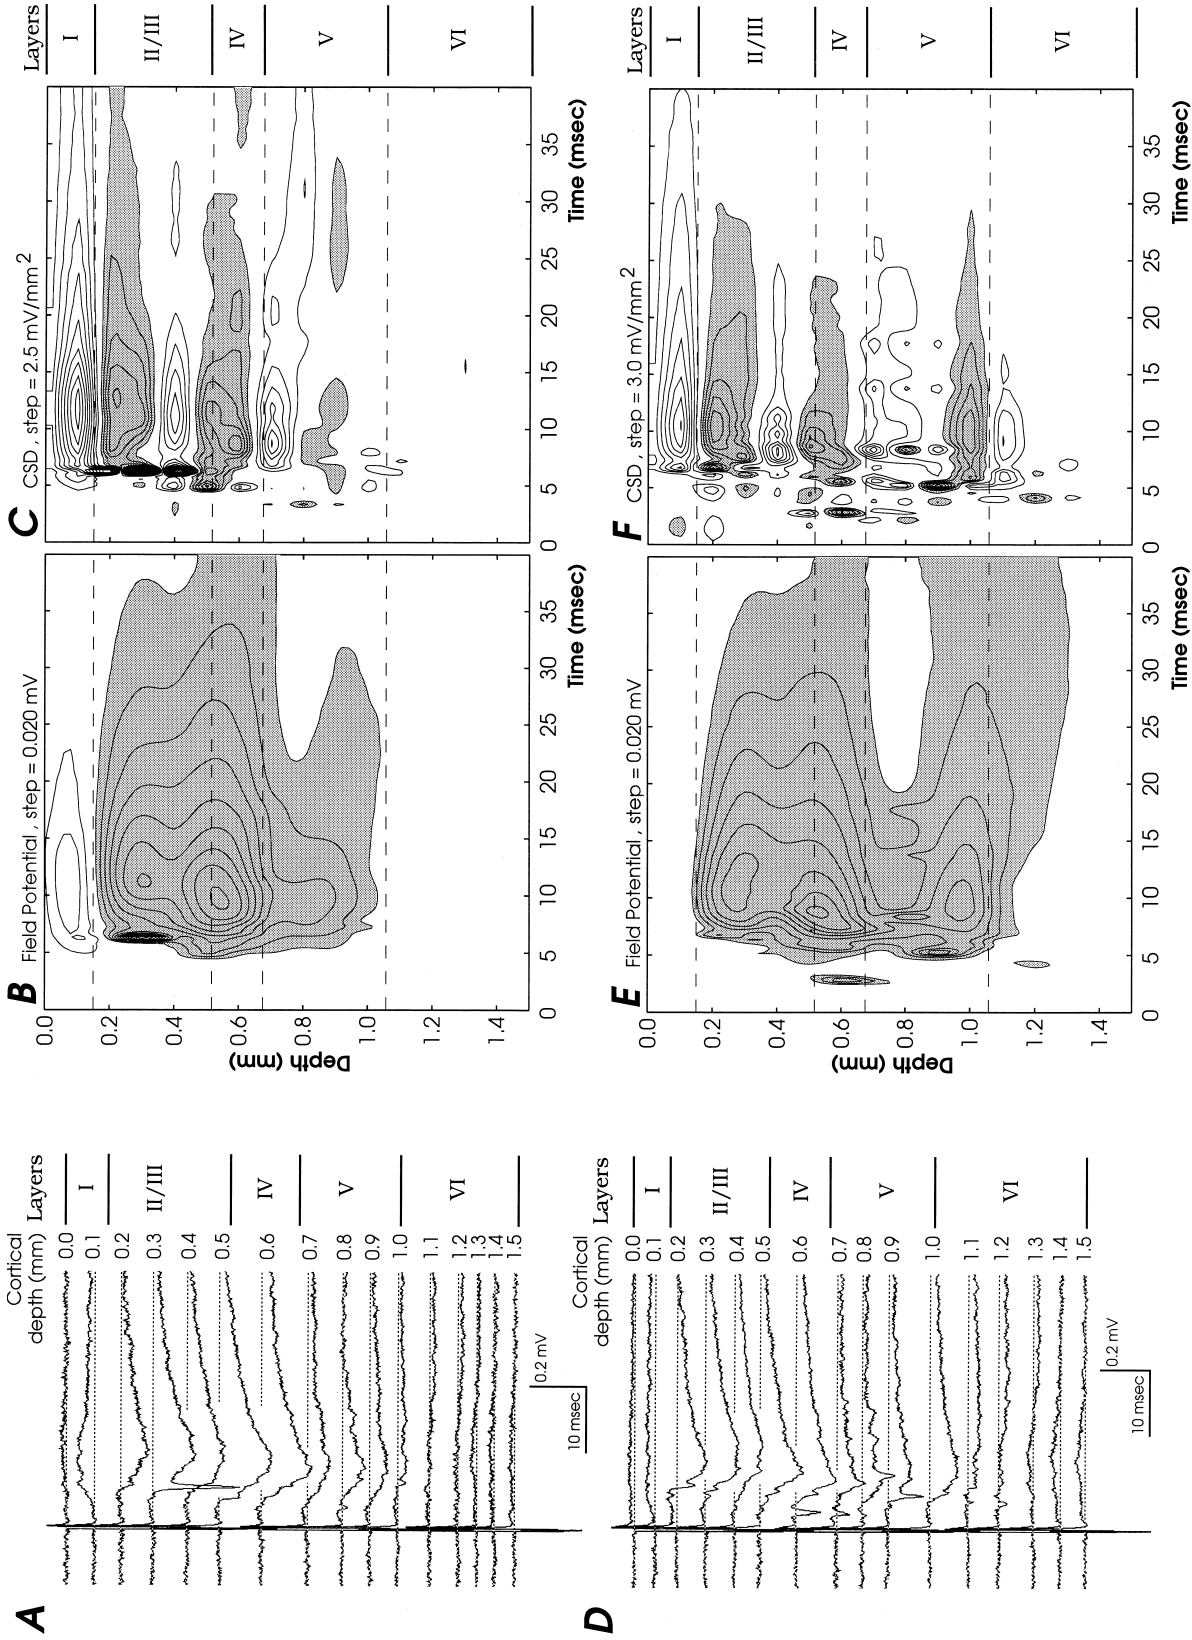 A
Cortical
depth (mm) Layers
0.0
0.1
0.2
0.3
0.4
0.5
0.6
0.7
0.8
0.9
1.0
1.1
1.2
1.3
1.4
1.5
I
II/III
IV
V
VI
0.2 mV
10 msec
B
Field Potential, step = 0.020 mV
0.0
0.2
0.4
0.6
0.8
1.0
1.2
1.4
Depth (mm)
0
5
10
15
20
25
30
35
Time (msec)
C
CSD, step = 2.5 mV/mm2
0
5
10
15
20
25
30
35
Time (msec)
Layers
I
II/III
IV
V
VI
D
Cortical
depth (mm) Layers
0.0
0.1
0.2
0.3
0.4
0.5
0.6
0.7
0.8
0.9
1.0
1.1
1.2
1.3
1.4
1.5
I
II/III
IV
V
VI
0.2 mV
10 msec
E
Field Potential, step = 0.020 mV
0.0
0.2
0.4
0.6
0.8
1.0
1.2
1.4
Depth (mm)
0
5
10
15
20
25
30
35
Time (msec)
F
CSD, step = 3.0 mV/mm2
0
5
10
15
20
25
30
35
Time (msec)
Layers
I
II/III
IV
V
VI